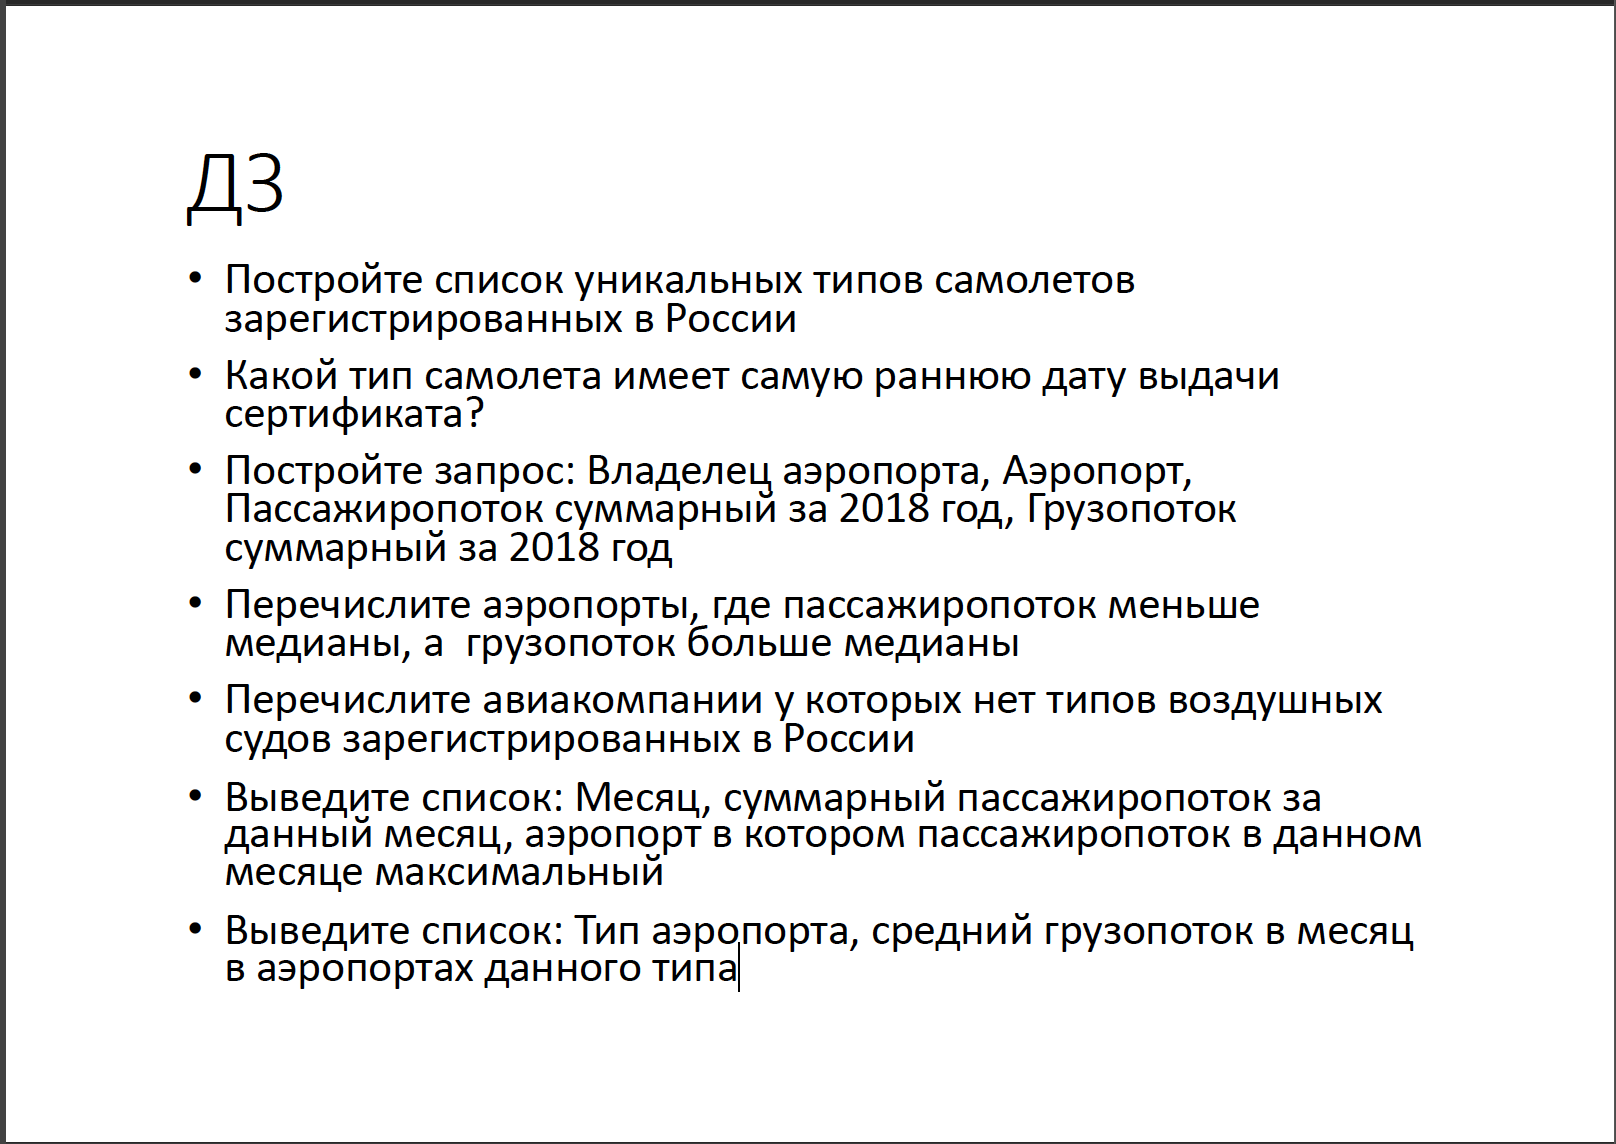 ДЗ
• Постройте список уникальных типов самолетов
зарегистрированных в России
• Какой тип самолета имеет самую раннюю дату выдачи
сертификата?
• Постройте запрос: Владелец аэропорта, Аэропорт,
Пассажиропоток суммарный за 2018 год, Грузопоток
суммарный за 2018 год
• Перечислите аэропорты, где пассажиропоток меньше
медианы, а  грузопоток больше медианы
• Перечислите авиакомпании у которых нет типов воздушных
судов зарегистрированных в России
• Выведите список: Месяц, суммарный пассажиропоток за
данный месяц, аэропорт в котором пассажиропоток в данном
месяце максимальный
• Выведите список: Тип аэропорта, средний грузопоток в месяц
в аэропортах данного типа